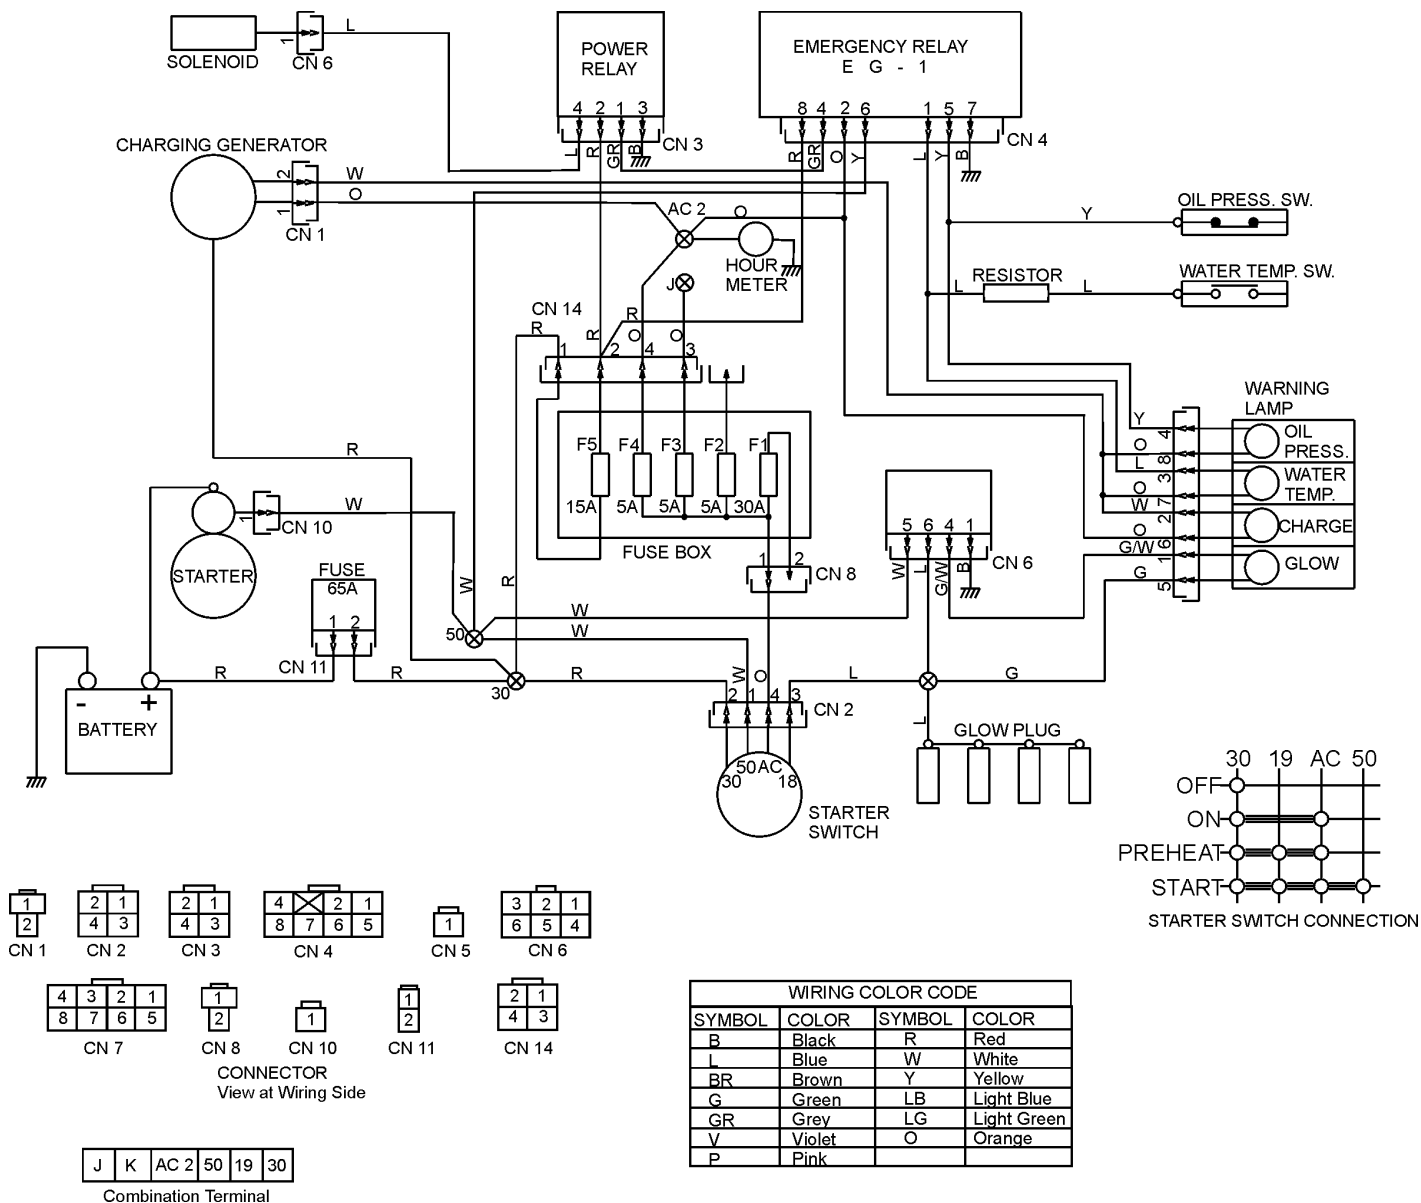 SOLENOID
1
CN 6
L
POWER
RELAY
4 2 1 3
CN 3
L R GR B
EMERGENCY RELAY
E G - 1
8 4 2 6 1 5 7
CN 4
R GR O Y L Y B
CHARGING GENERATOR
2
1
CN 1
W
O
AC 2
O
HOUR
METER
J
Y
OIL PRESS. SW.
L
RESISTOR
L
WATER TEMP. SW.
CN 14
R
R
R
O
O
1 2 4 3
F5 F4 F3 F2 F1
15A 5A 5A 5A 30A
FUSE BOX
1 2
CN 8
WARNING
LAMP
Y
O
L
O
W
O
G/W
G
4
8
3
7
2
6
1
5
OIL
PRESS.
WATER
TEMP.
CHARGE
GLOW
R
W
1
CN 10
STARTER
FUSE
65A
1 2
CN 11
R
R
BATTERY
- +
W
R
50
30
W
W
R
5 6 4 1
CN 6
W L G/W B
W O
L
G
2 1 4 3
CN 2
30 50 AC 18
STARTER
SWITCH
L
GLOW PLUG
30 19 AC 50
OFF
ON
PREHEAT
START
STARTER SWITCH CONNECTION
1
2
CN 1
2 1
4 3
CN 2
2 1
4 3
CN 3
4 2 1
8 7 6 5
CN 4
1
CN 5
3 2 1
6 5 4
CN 6
4 3 2 1
8 7 6 5
CN 7
1
2
CN 8
1
CN 10
1
2
CN 11
2 1
4 3
CN 14
CONNECTOR
View at Wiring Side
WIRING COLOR CODE
SYMBOL COLOR SYMBOL COLOR
B Black R Red
L Blue W White
BR Brown Y Yellow
G Green LB Light Blue
GR Grey LG Light Green
V Violet O Orange
P Pink
J K AC 2 50 19 30
Combination Terminal